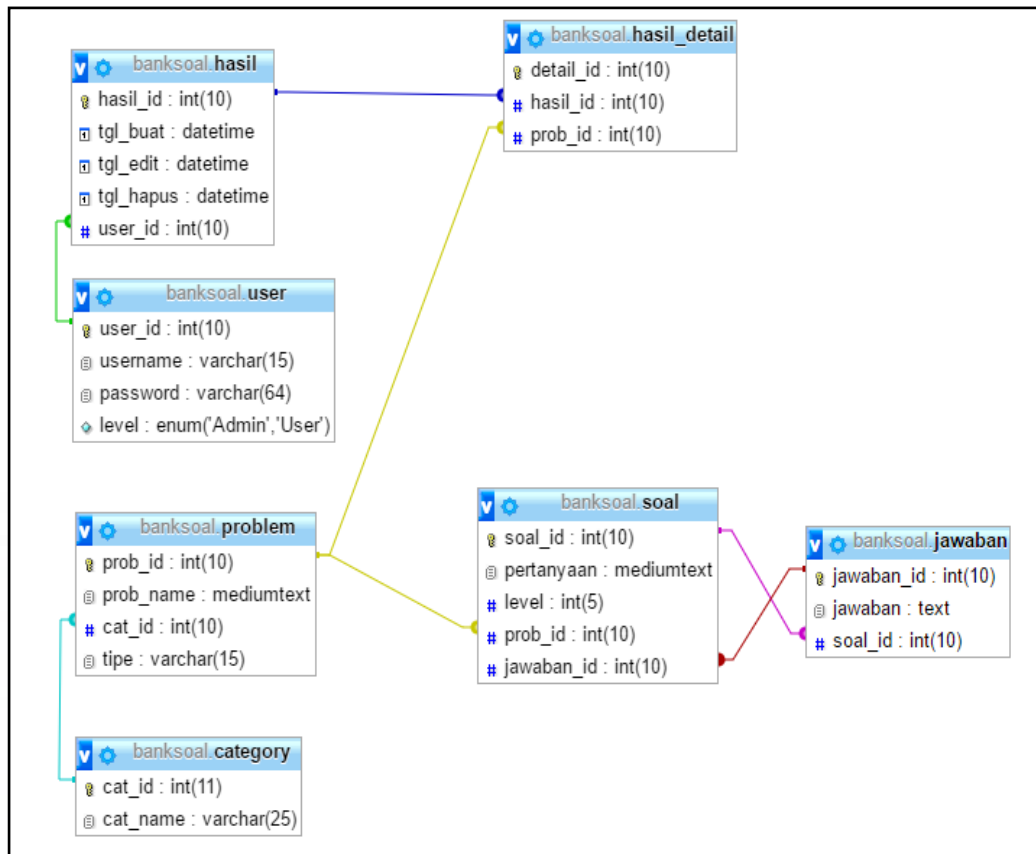 banksoal.hasil
hasil_id : int(10)
tgl_buat : datetime
tgl_edit : datetime
tgl_hapus : datetime
user_id : int(10)
banksoal.hasil_detail
detail_id : int(10)
hasil_id : int(10)
prob_id : int(10)
banksoal.user
user_id : int(10)
username : varchar(15)
password : varchar(64)
level : enum('Admin','User')
banksoal.problem
prob_id : int(10)
prob_name : mediumtext
cat_id : int(10)
tipe : varchar(15)
banksoal.soal
soal_id : int(10)
pertanyaan : mediumtext
level : int(5)
prob_id : int(10)
jawaban_id : int(10)
banksoal.jawaban
jawaban_id : int(10)
jawaban : text
soal_id : int(10)
banksoal.category
cat_id : int(11)
cat_name : varchar(25)